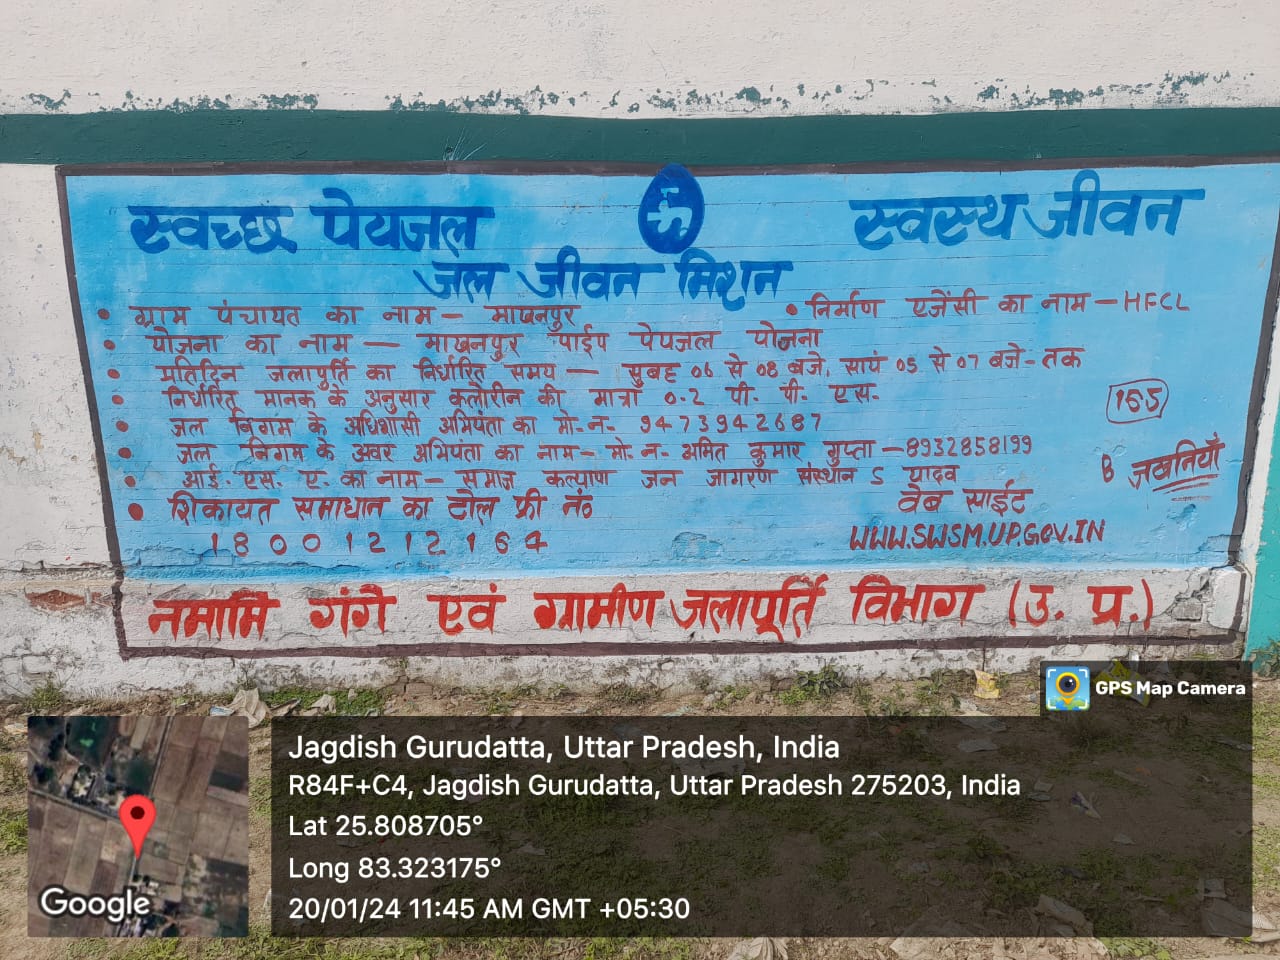 स्वच्छ पेयजल
स्वस्थ जीवन
जल जीवन मिशन
• ग्राम पंचायत का नाम – माखनपुर
• निर्माण एजेंसी का नाम – HFCL
• योजना का नाम – माखनपुर पाईप पेयजल योजना
• प्रतिदिन जलापूर्ति का निर्धारित समय – सुबह 06 से 08 बजे, सायं 05 से 07 बजे-तक
• निर्धारित मानक के अनुसार क्लोरीन की मात्रा 0.2 पी. पी. एस.
155
• जल निगम के अधिशासी अभियंता का मो-न- 9473942687
• जल निगम के अवर अभियंता का नाम – मो-न- अमित कुमार गुप्ता – 8932858199
• आई. एस. ए. का नाम – समाज कल्याण जन जागरण संस्थान S यादव
B जखनियाँ
• शिकायत समाधान का टोल फ्री नं०
18001212164
वेब साईट
WWW.SWSM.UP.GOV.IN
नमामि गंगे एवं ग्रामीण जलापूर्ति विभाग (उ. प्र.)
GPS Map Camera
Jagdish Gurudatta, Uttar Pradesh, India
R84F+C4, Jagdish Gurudatta, Uttar Pradesh 275203, India
Lat 25.808705°
Long 83.323175°
20/01/24 11:45 AM GMT +05:30
Google